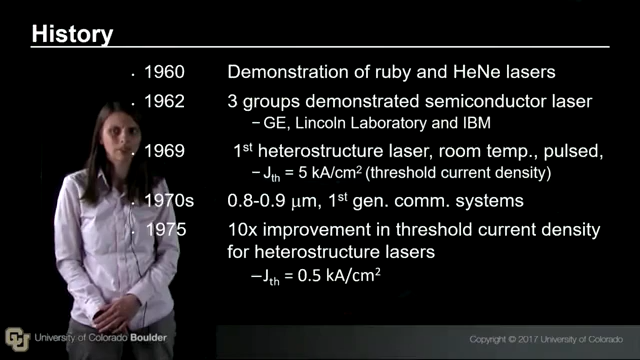 History
· 1960 Demonstration of ruby and HeNe lasers
· 1962 3 groups demonstrated semiconductor laser
– GE, Lincoln Laboratory and IBM
· 1969 1st heterostructure laser, room temp., pulsed,
– Jth = 5 kA/cm² (threshold current density)
· 1970s 0.8-0.9 μm, 1st gen. comm. systems
· 1975 10x improvement in threshold current density
for heterostructure lasers
–Jth = 0.5 kA/cm²
CU University of Colorado Boulder
Copyright © 2017 University of Colorado